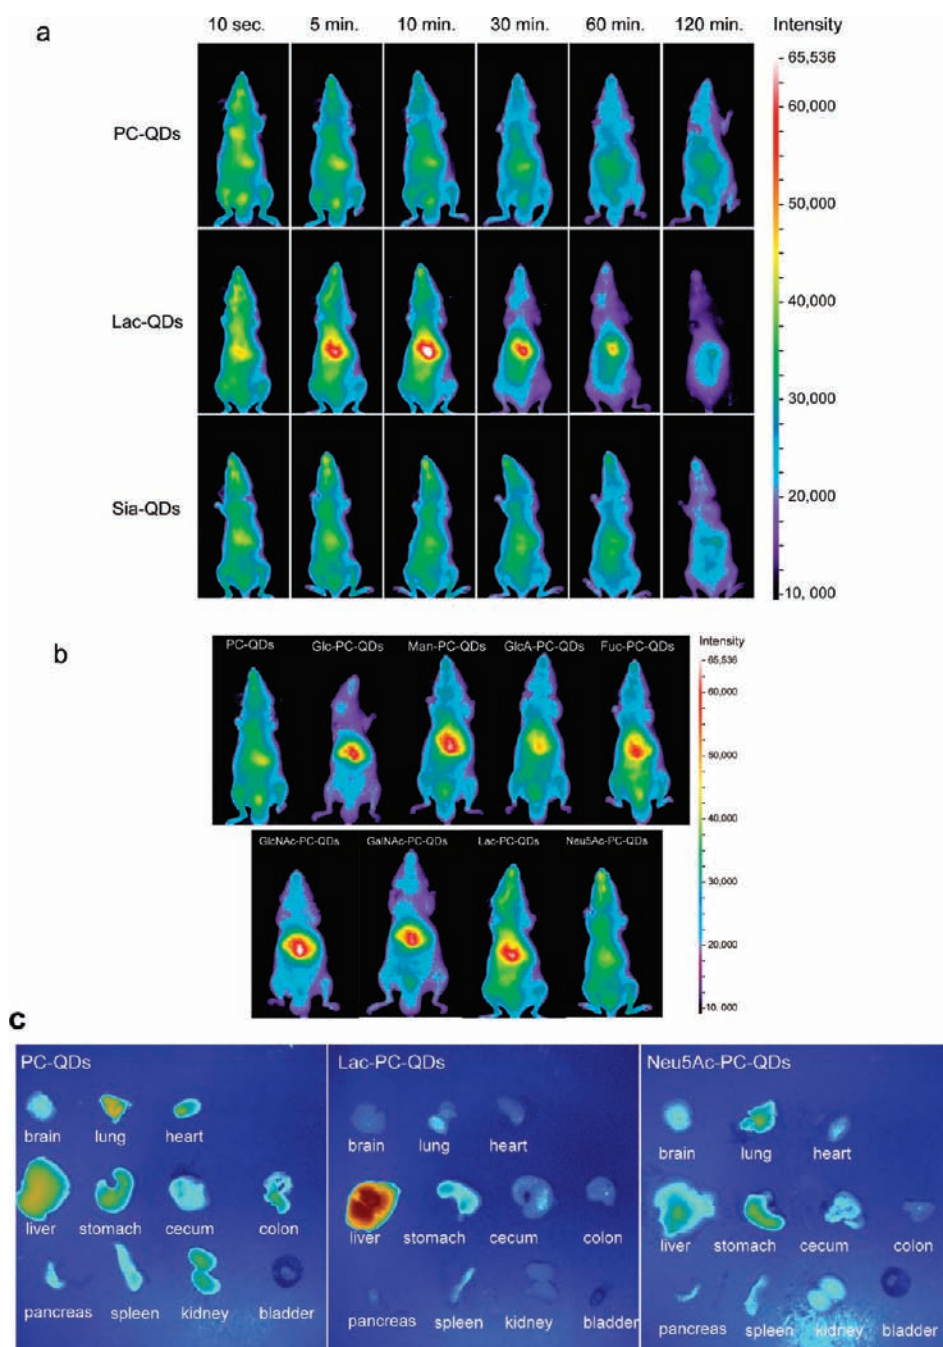 a
10 sec. 5 min. 10 min. 30 min. 60 min. 120 min. Intensity
65,536
60,000
PC-QDs
50,000
40,000
Lac-QDs
30,000
20,000
Sia-QDs
10, 000
b
PC-QDs Glc-PC-QDs Man-PC-QDs GlcA-PC-QDs Fuc-PC-QDs Intensity
65,536
60,000
50,000
40,000
GlcNAc-PC-QDs GalNAc-PC-QDs Lac-PC-QDs Neu5Ac-PC-QDs
30,000
20,000
10, 000
c
PC-QDs
brain lung heart
liver stomach cecum colon
pancreas spleen kidney bladder
Lac-PC-QDs
brain lung heart
liver stomach cecum colon
pancreas spleen kidney bladder
Neu5Ac-PC-QDs
brain lung heart
liver stomach cecum colon
pancreas spleen kidney bladder